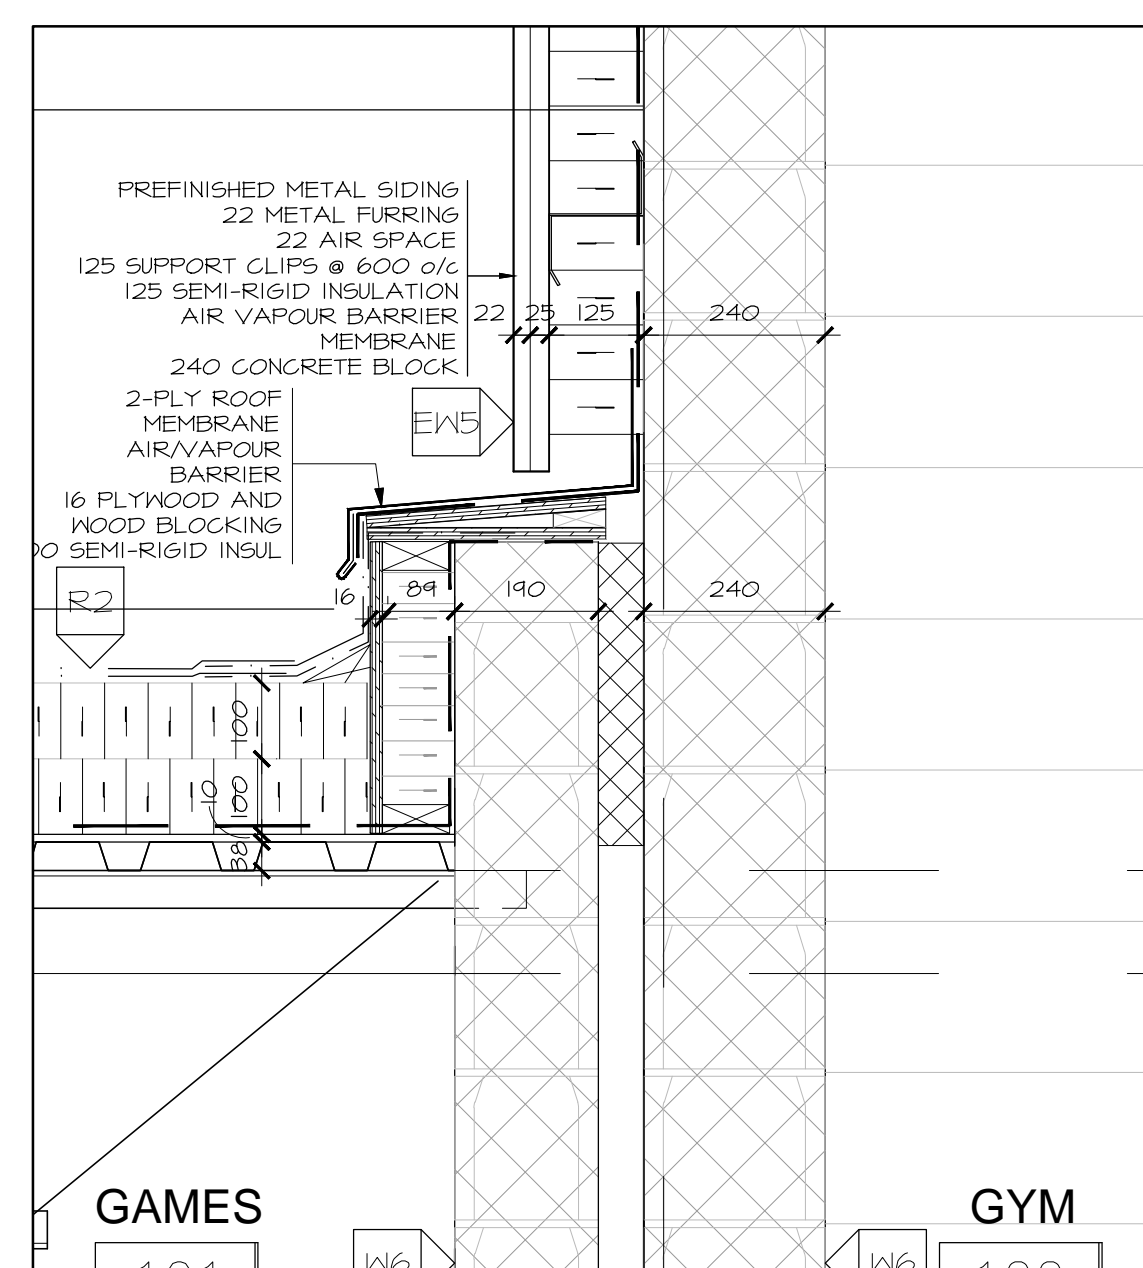 PREFINISHED METAL SIDING
22 METAL FURRING
22 AIR SPACE
125 SUPPORT CLIPS @ 600 o/c
125 SEMI-RIGID INSULATION
AIR VAPOUR BARRIER
MEMBRANE
240 CONCRETE BLOCK
22 25 125 240
2-PLY ROOF
MEMBRANE
AIR/VAPOUR
BARRIER
16 PLYWOOD AND
WOOD BLOCKING
SEMI-RIGID INSUL
EW5
R2
16 89 190 240
100
10
100
38
GAMES
GYM
W6
W6